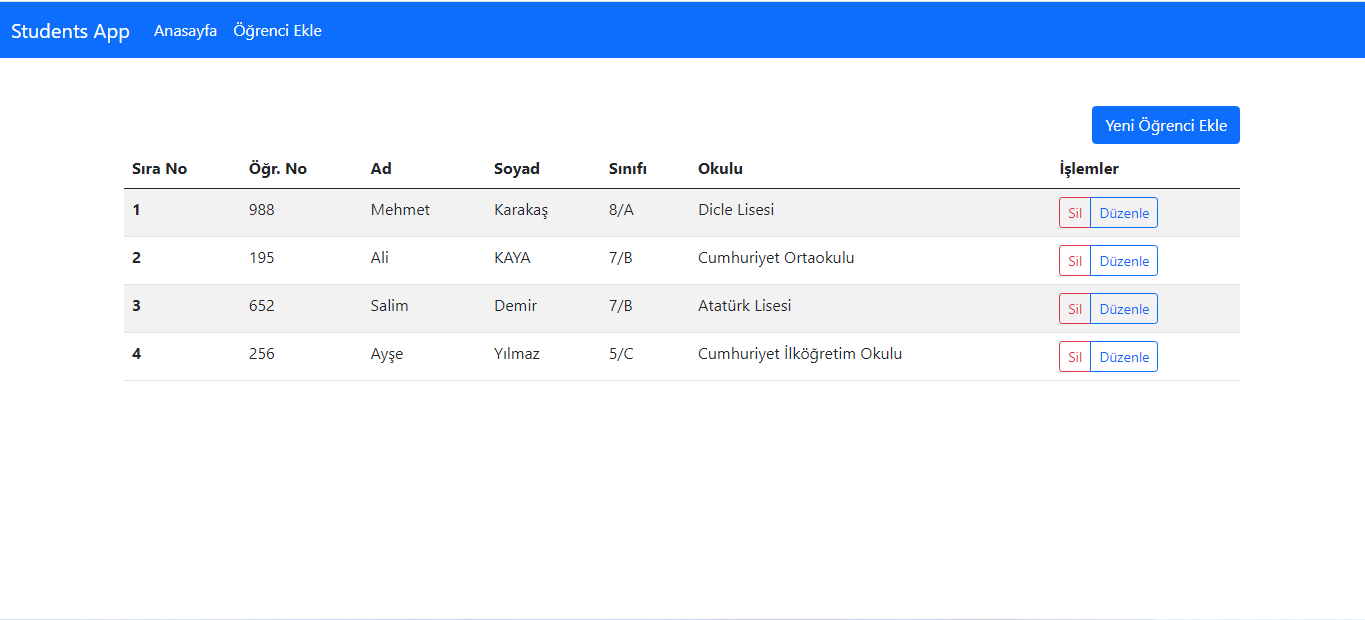 Students App Anasayfa Öğrenci Ekle
Yeni Öğrenci Ekle
Sıra No Öğr. No Ad Soyad Sınıfı Okulu İşlemler
1 988 Mehmet Karakaş 8/A Dicle Lisesi Sil Düzenle
2 195 Ali KAYA 7/B Cumhuriyet Ortaokulu Sil Düzenle
3 652 Salim Demir 7/B Atatürk Lisesi Sil Düzenle
4 256 Ayşe Yılmaz 5/C Cumhuriyet İlköğretim Okulu Sil Düzenle